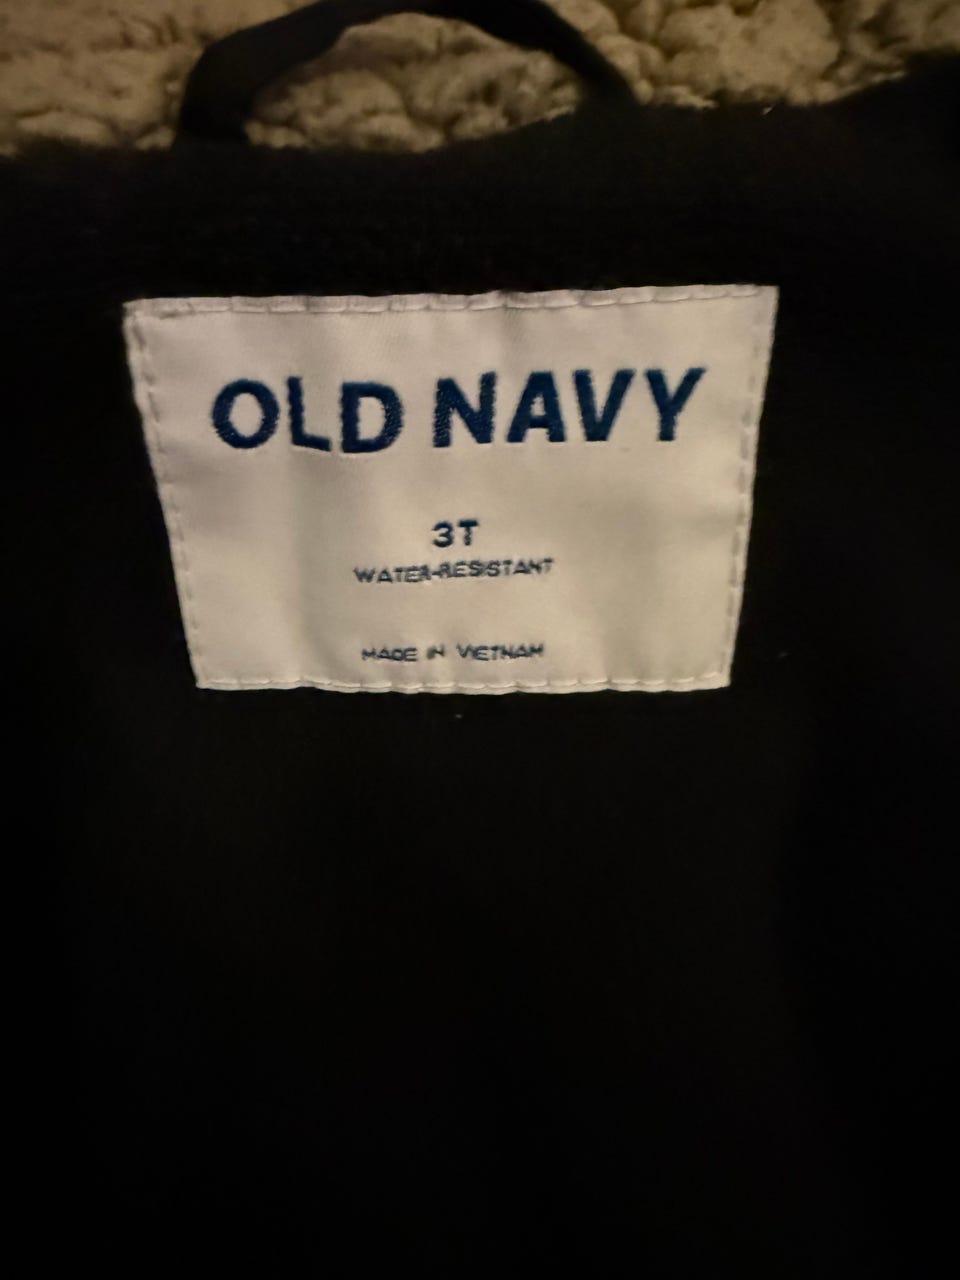 OLD NAVY
3T
WATER-RESISTANT
MADE IN VIETNAM